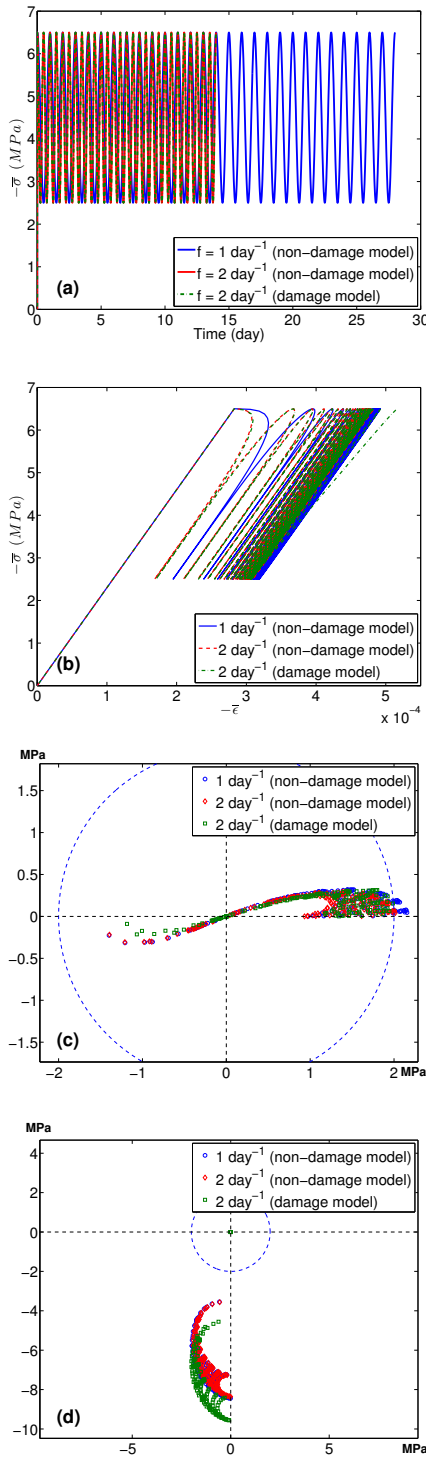 7
6
5
4
3
2
1
0
−σ̅ (MPa)
f = 1 day⁻¹ (non-damage model)
f = 2 day⁻¹ (non-damage model)
f = 2 day⁻¹ (damage model)
(a)
0 5 10 15 20 25 30
Time (day)
7
6
5
4
3
2
1
0
−σ̅ (MPa)
1 day⁻¹ (non-damage model)
2 day⁻¹ (non-damage model)
2 day⁻¹ (damage model)
(b)
0 1 2 3 4 5 6
−ϵ̅
x 10⁻⁴
MPa
1 day⁻¹ (non-damage model)
2 day⁻¹ (non-damage model)
2 day⁻¹ (damage model)
1.5
1
0.5
0
−0.5
−1
−1.5
(c)
−2 −1 0 1 2 MPa
MPa
1 day⁻¹ (non-damage model)
2 day⁻¹ (non-damage model)
2 day⁻¹ (damage model)
4
2
0
−2
−4
−6
−8
−10
(d)
−5 0 5 MPa